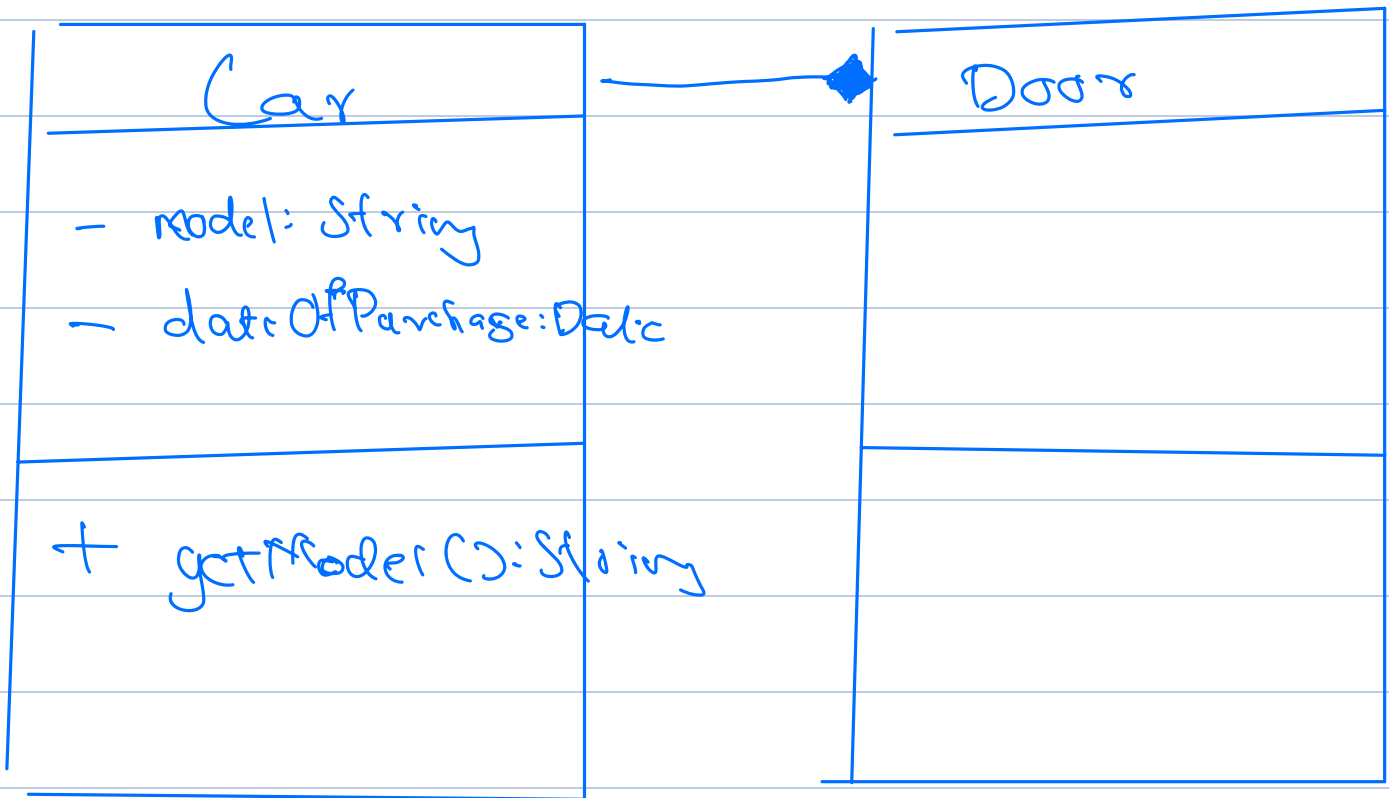 Car
Door
- model: String
- dateOfPurchase: Date
+ getModel(): String